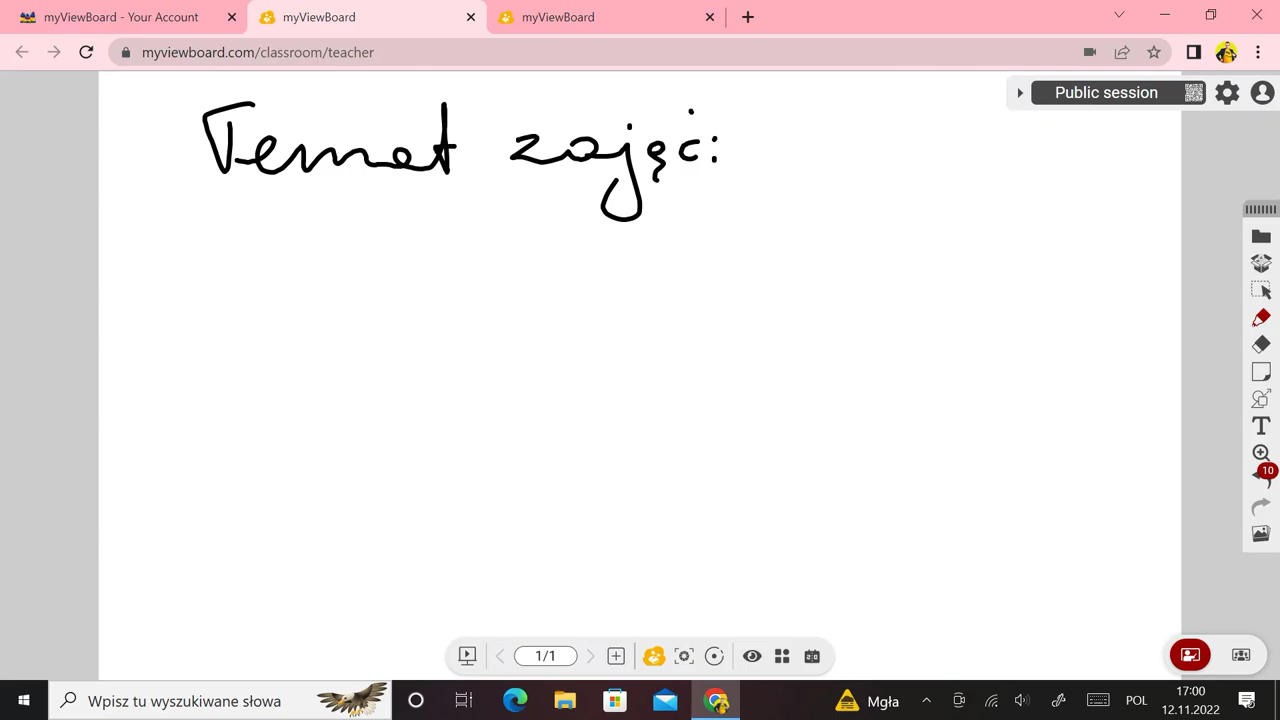 myViewBoard - Your Account
myViewBoard
myViewBoard
myviewboard.com/classroom/teacher
Public session
Temat zajęć:
T
10
1/1
Wpisz tu wyszukiwane słowa
Mgła
POL
17:00
12.11.2022